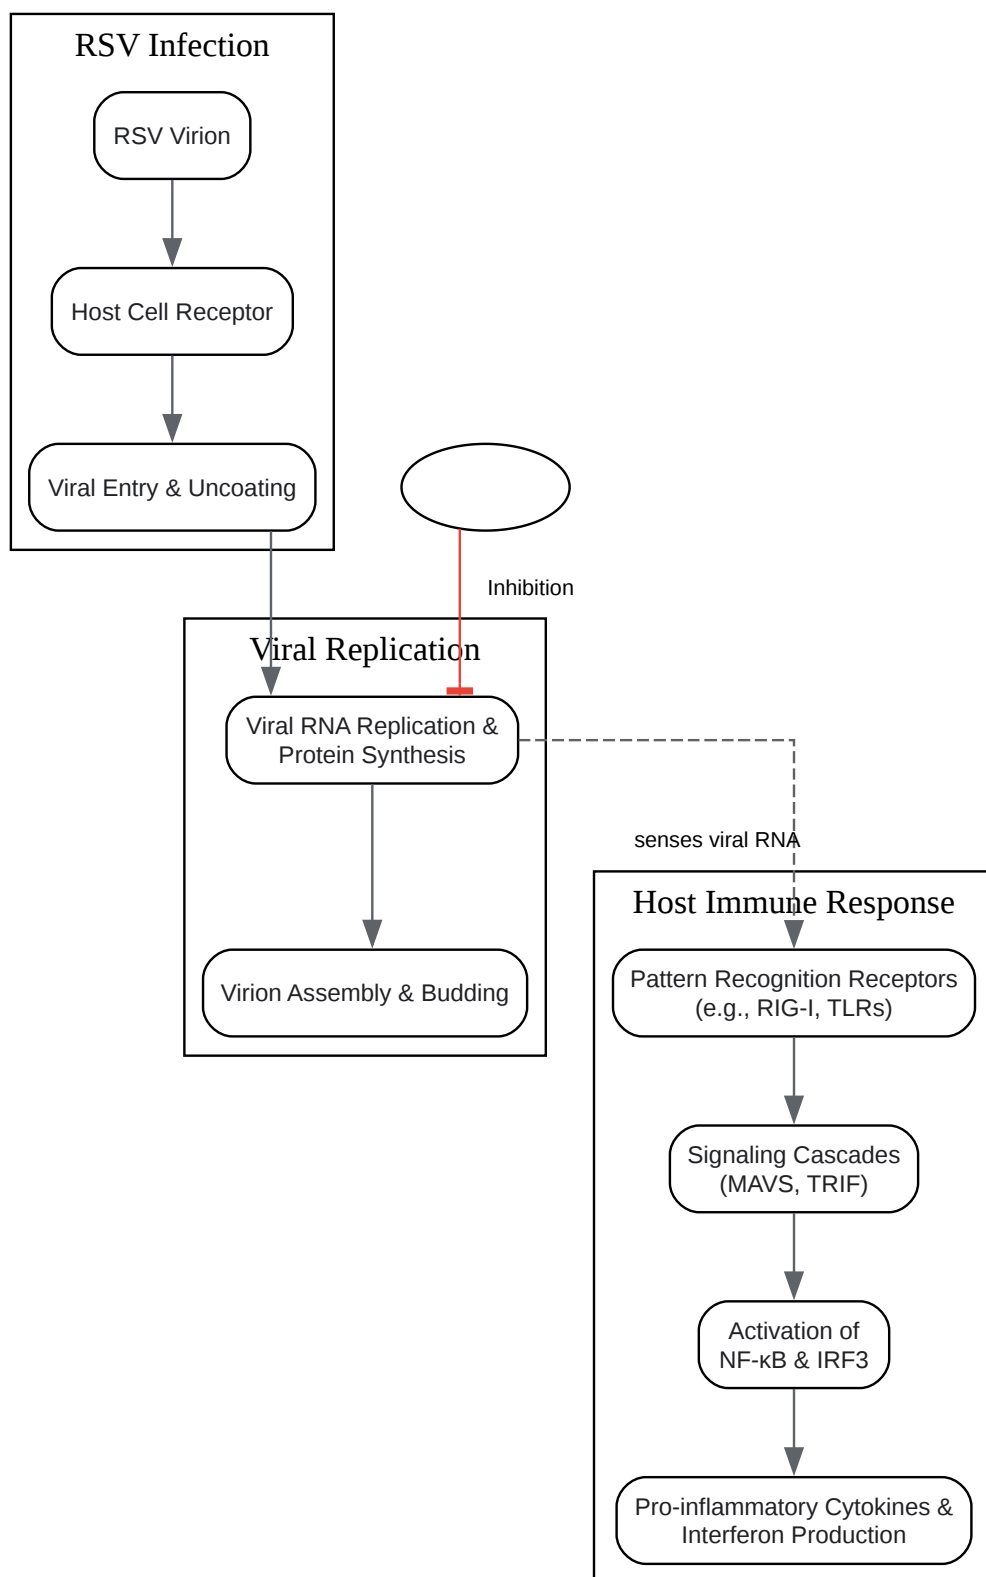 RSV Infection
RSV Virion
Host Cell Receptor
Viral Entry & Uncoating
Inhibition
Viral Replication
Viral RNA Replication &
Protein Synthesis
senses viral RNA
Host Immune Response
Virion Assembly & Budding
Pattern Recognition Receptors
(e.g., RIG-I, TLRs)
Signaling Cascades
(MAVS, TRIF)
Activation of
NF-κB & IRF3
Pro-inflammatory Cytokines &
Interferon Production